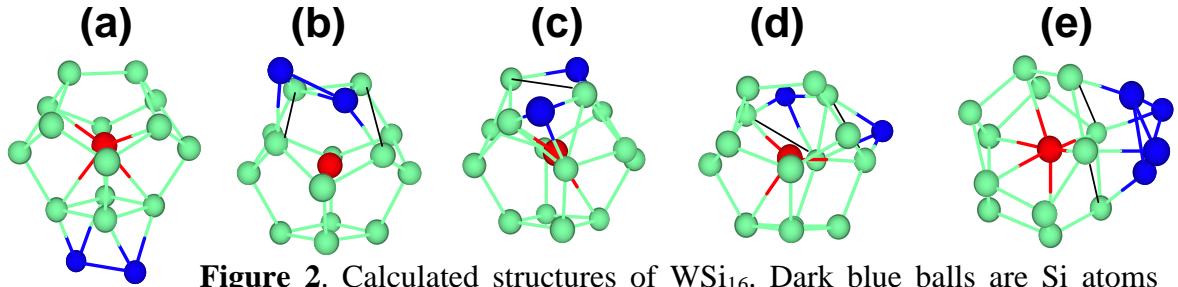 (a) (b) (c) (d) (e)
Figure 2. Calculated structures of WSi₁₆. Dark blue balls are Si atoms